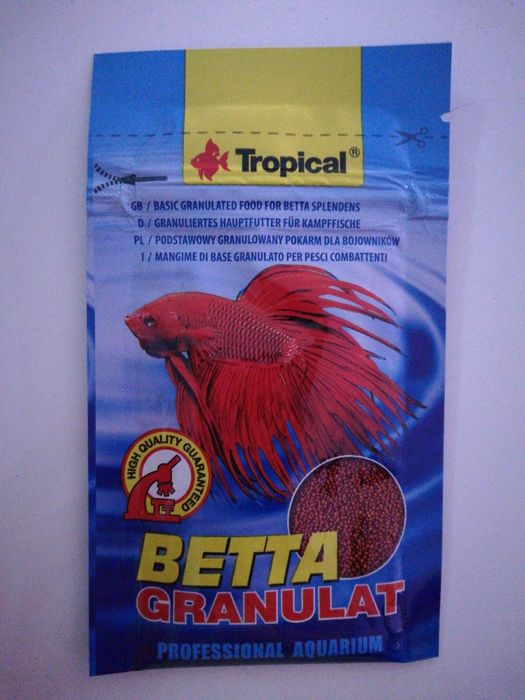 Tropical®
GB / BASIC GRANULATED FOOD FOR BETTA SPLENDENS
D / GRANULIERTES HAUPTFUTTER FÜR KAMPFFISCHE
PL / PODSTAWOWY GRANULOWANY POKARM DLA BOJOWNIKÓW
I / MANGIME DI BASE GRANULATO PER PESCI COMBATTENTI
HIGH QUALITY GUARANTEED
BETTA
GRANULAT
PROFESSIONAL AQUARIUM